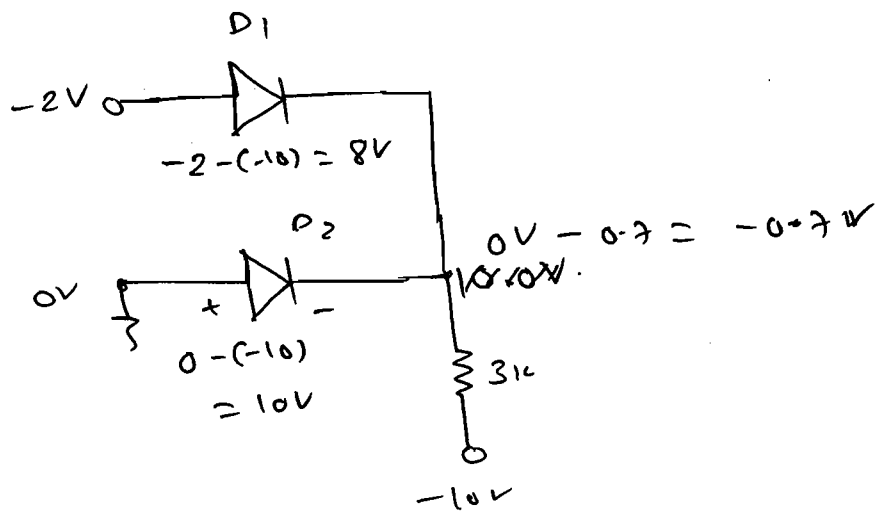 D1
-2V
-2-(-10) = 8V
D2
0V - 0.7 = -0.7V
0V
+ -
0-(-10)
= 10V
3k
-10V